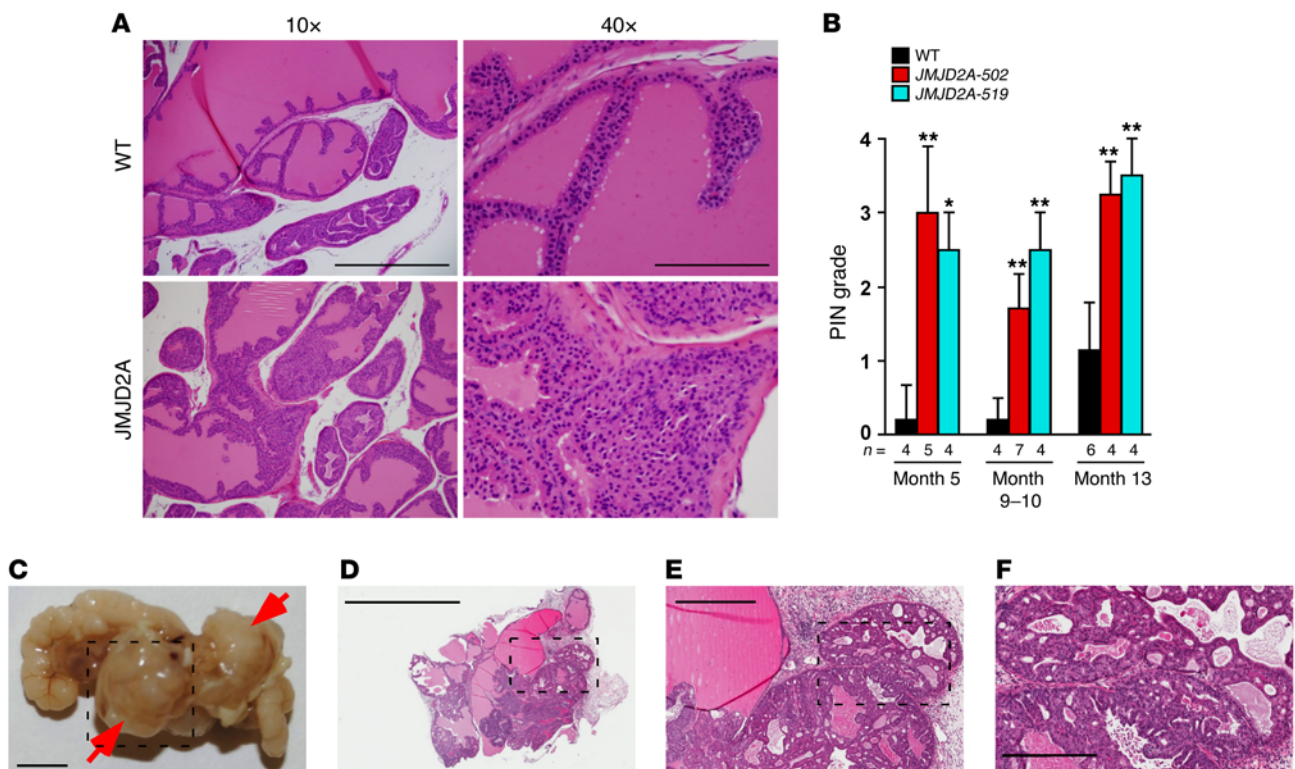 A
10×
40×
WT
JMJD2A
B
WT
JMJD2A-502
JMJD2A-519
PIN grade
4
3
2
1
0
**
*
**
**
**
**
n = 4 5 4 4 7 4 6 4 4
Month 5
Month
9–10
Month 13
C
D
E
F